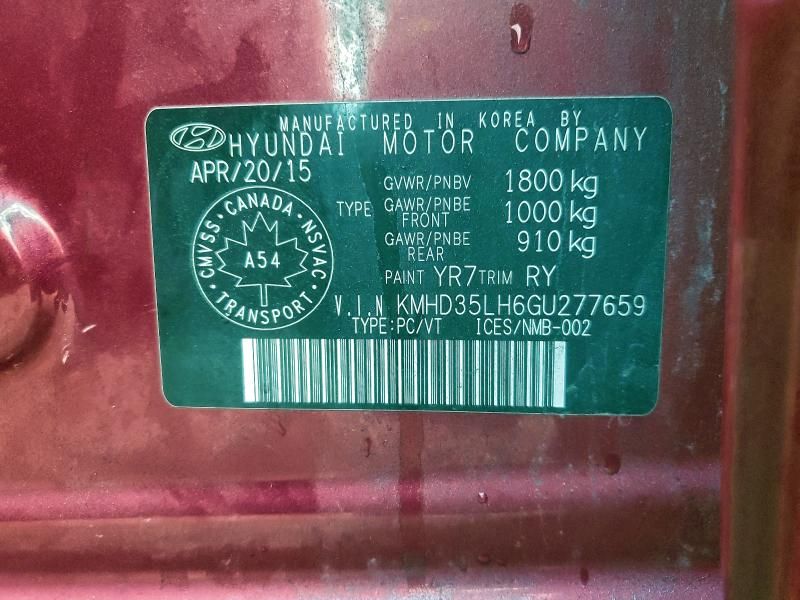 MANUFACTURED IN KOREA BY
HYUNDAI MOTOR COMPANY
APR/20/15
GVWR/PNBV 1800 kg
TYPE GAWR/PNBE FRONT 1000 kg
GAWR/PNBE REAR 910 kg
PAINT YR7 TRIM RY
CMVSS · CANADA · NSVAC · TRANSPORT ·
A54
V.I.N KMHD35LH6GU277659
TYPE:PC/VT ICES/NMB-002